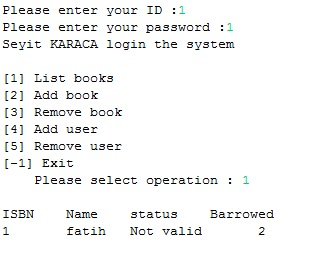 Please enter your ID :1
Please enter your password :1
Seyit KARACA login the system
[1] List books
[2] Add book
[3] Remove book
[4] Add user
[5] Remove user
[-1] Exit
Please select operation : 1
ISBN Name status Barrowed
1 fatih Not valid 2